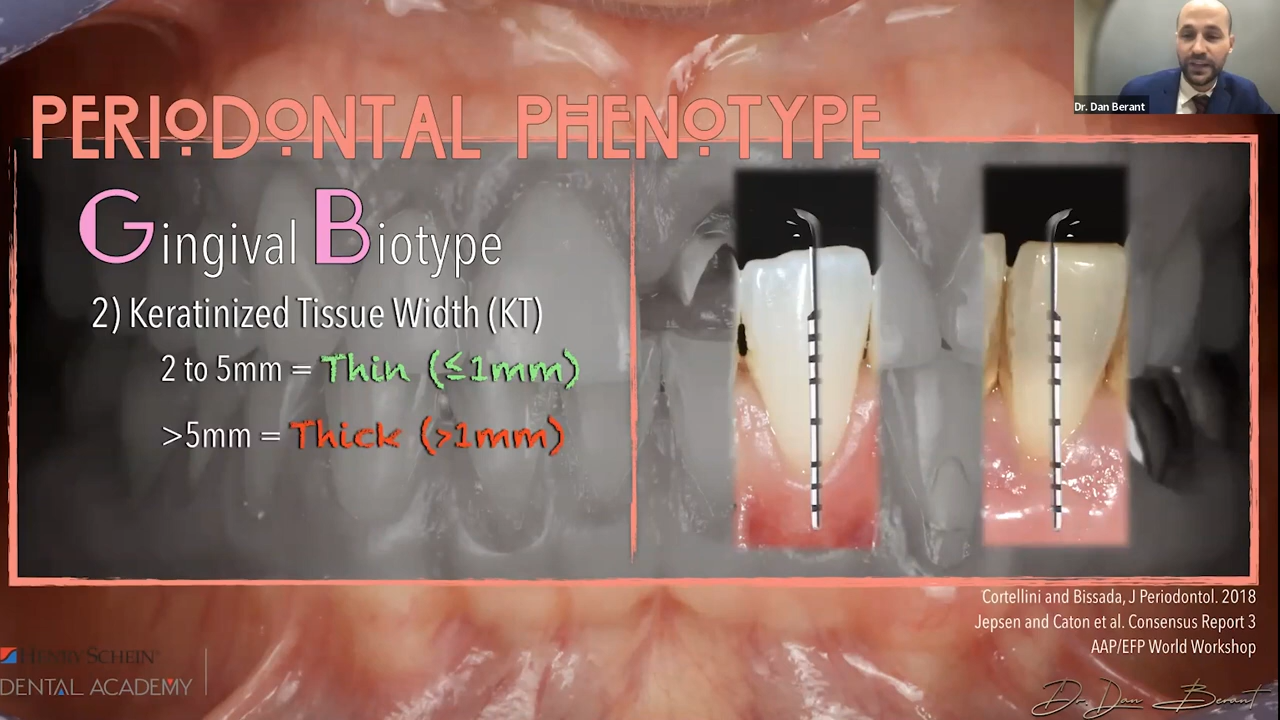 Dr. Dan Berant
PERIODONTAL PHENOTYPE
Gingival Biotype
2) Keratinized Tissue Width (KT)
2 to 5mm = Thin (≤1mm)
>5mm = Thick (>1mm)
Cortellini and Bissada, J Periodontol. 2018
Jepsen and Caton et al. Consensus Report 3
AAP/EFP World Workshop
HENRY SCHEIN®
DENTAL ACADEMY
Dr. Dan Berant